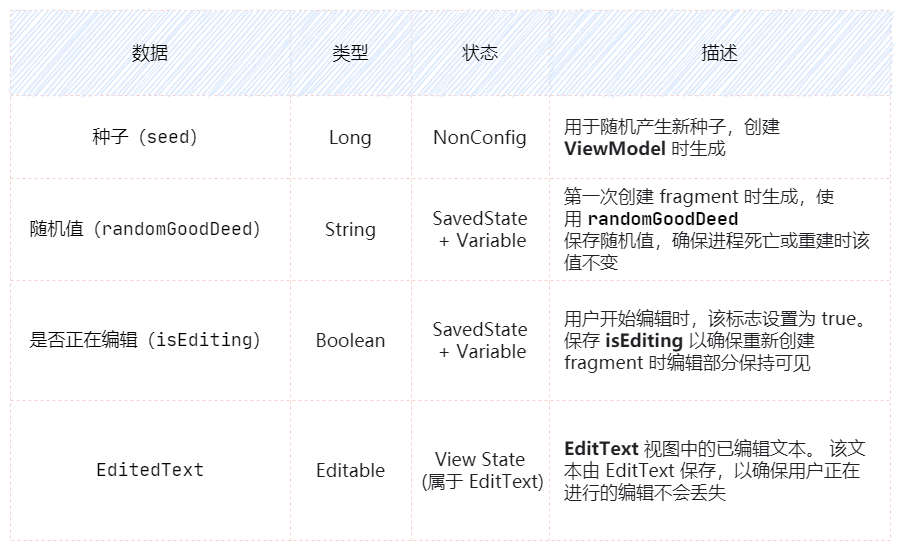 数据
类型
状态
描述
种子（seed）
Long
NonConfig
用于随机产生新种子，创建
ViewModel 时生成
随机值（randomGoodDeed）
String
SavedState
+ Variable
第一次创建 fragment 时生成，使
用 randomGoodDeed
保存随机值，确保进程死亡或重建时该
值不变
是否正在编辑（isEditing）
Boolean
SavedState
+ Variable
用户开始编辑时，该标志设置为 true。
保存 isEditing 以确保重新创建
fragment 时编辑部分保持可见
EditedText
Editable
View State
(属于 EditText)
EditText 视图中的已编辑文本。 该文
本由 EditText 保存，以确保用户正在
进行的编辑不会丢失